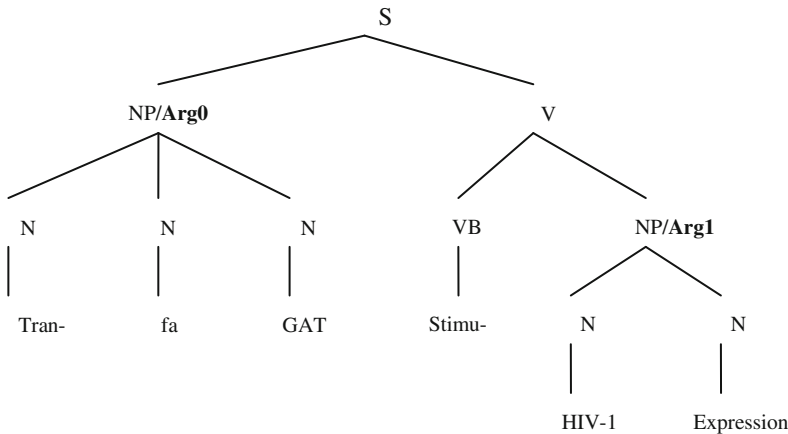 S
NP/Arg0 V
N N N VB NP/Arg1
Tran- fa GAT Stimu- N N
HIV-1 Expression